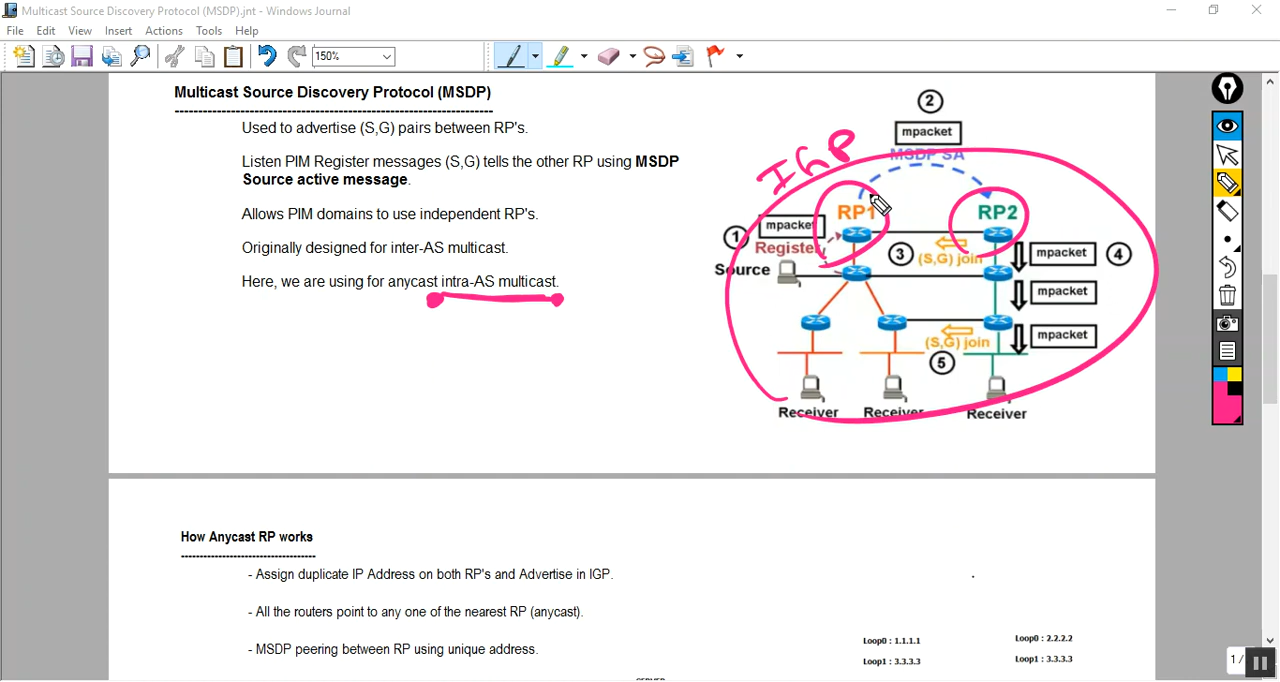 Multicast Source Discovery Protocol (MSDP).jnt - Windows Journal
File Edit View Insert Actions Tools Help
150%
Multicast Source Discovery Protocol (MSDP)
Used to advertise (S,G) pairs between RP's.
Listen PIM Register messages (S,G) tells the other RP using MSDP
Source active message.
Allows PIM domains to use independent RP's.
Originally designed for inter-AS multicast.
Here, we are using for anycast intra-AS multicast.
IGP
2
mpacket
MSDP SA
RP1
RP2
1
mpacket
Register
Source
3
(S,G) join
mpacket
4
mpacket
mpacket
(S,G) join
5
Receiver
Receiver
Receiver
How Anycast RP works
- Assign duplicate IP Address on both RP's and Advertise in IGP.
- All the routers point to any one of the nearest RP (anycast).
- MSDP peering between RP using unique address.
Loop0 : 1.1.1.1
Loop1 : 3.3.3.3
Loop0 : 2.2.2.2
Loop1 : 3.3.3.3
1 /